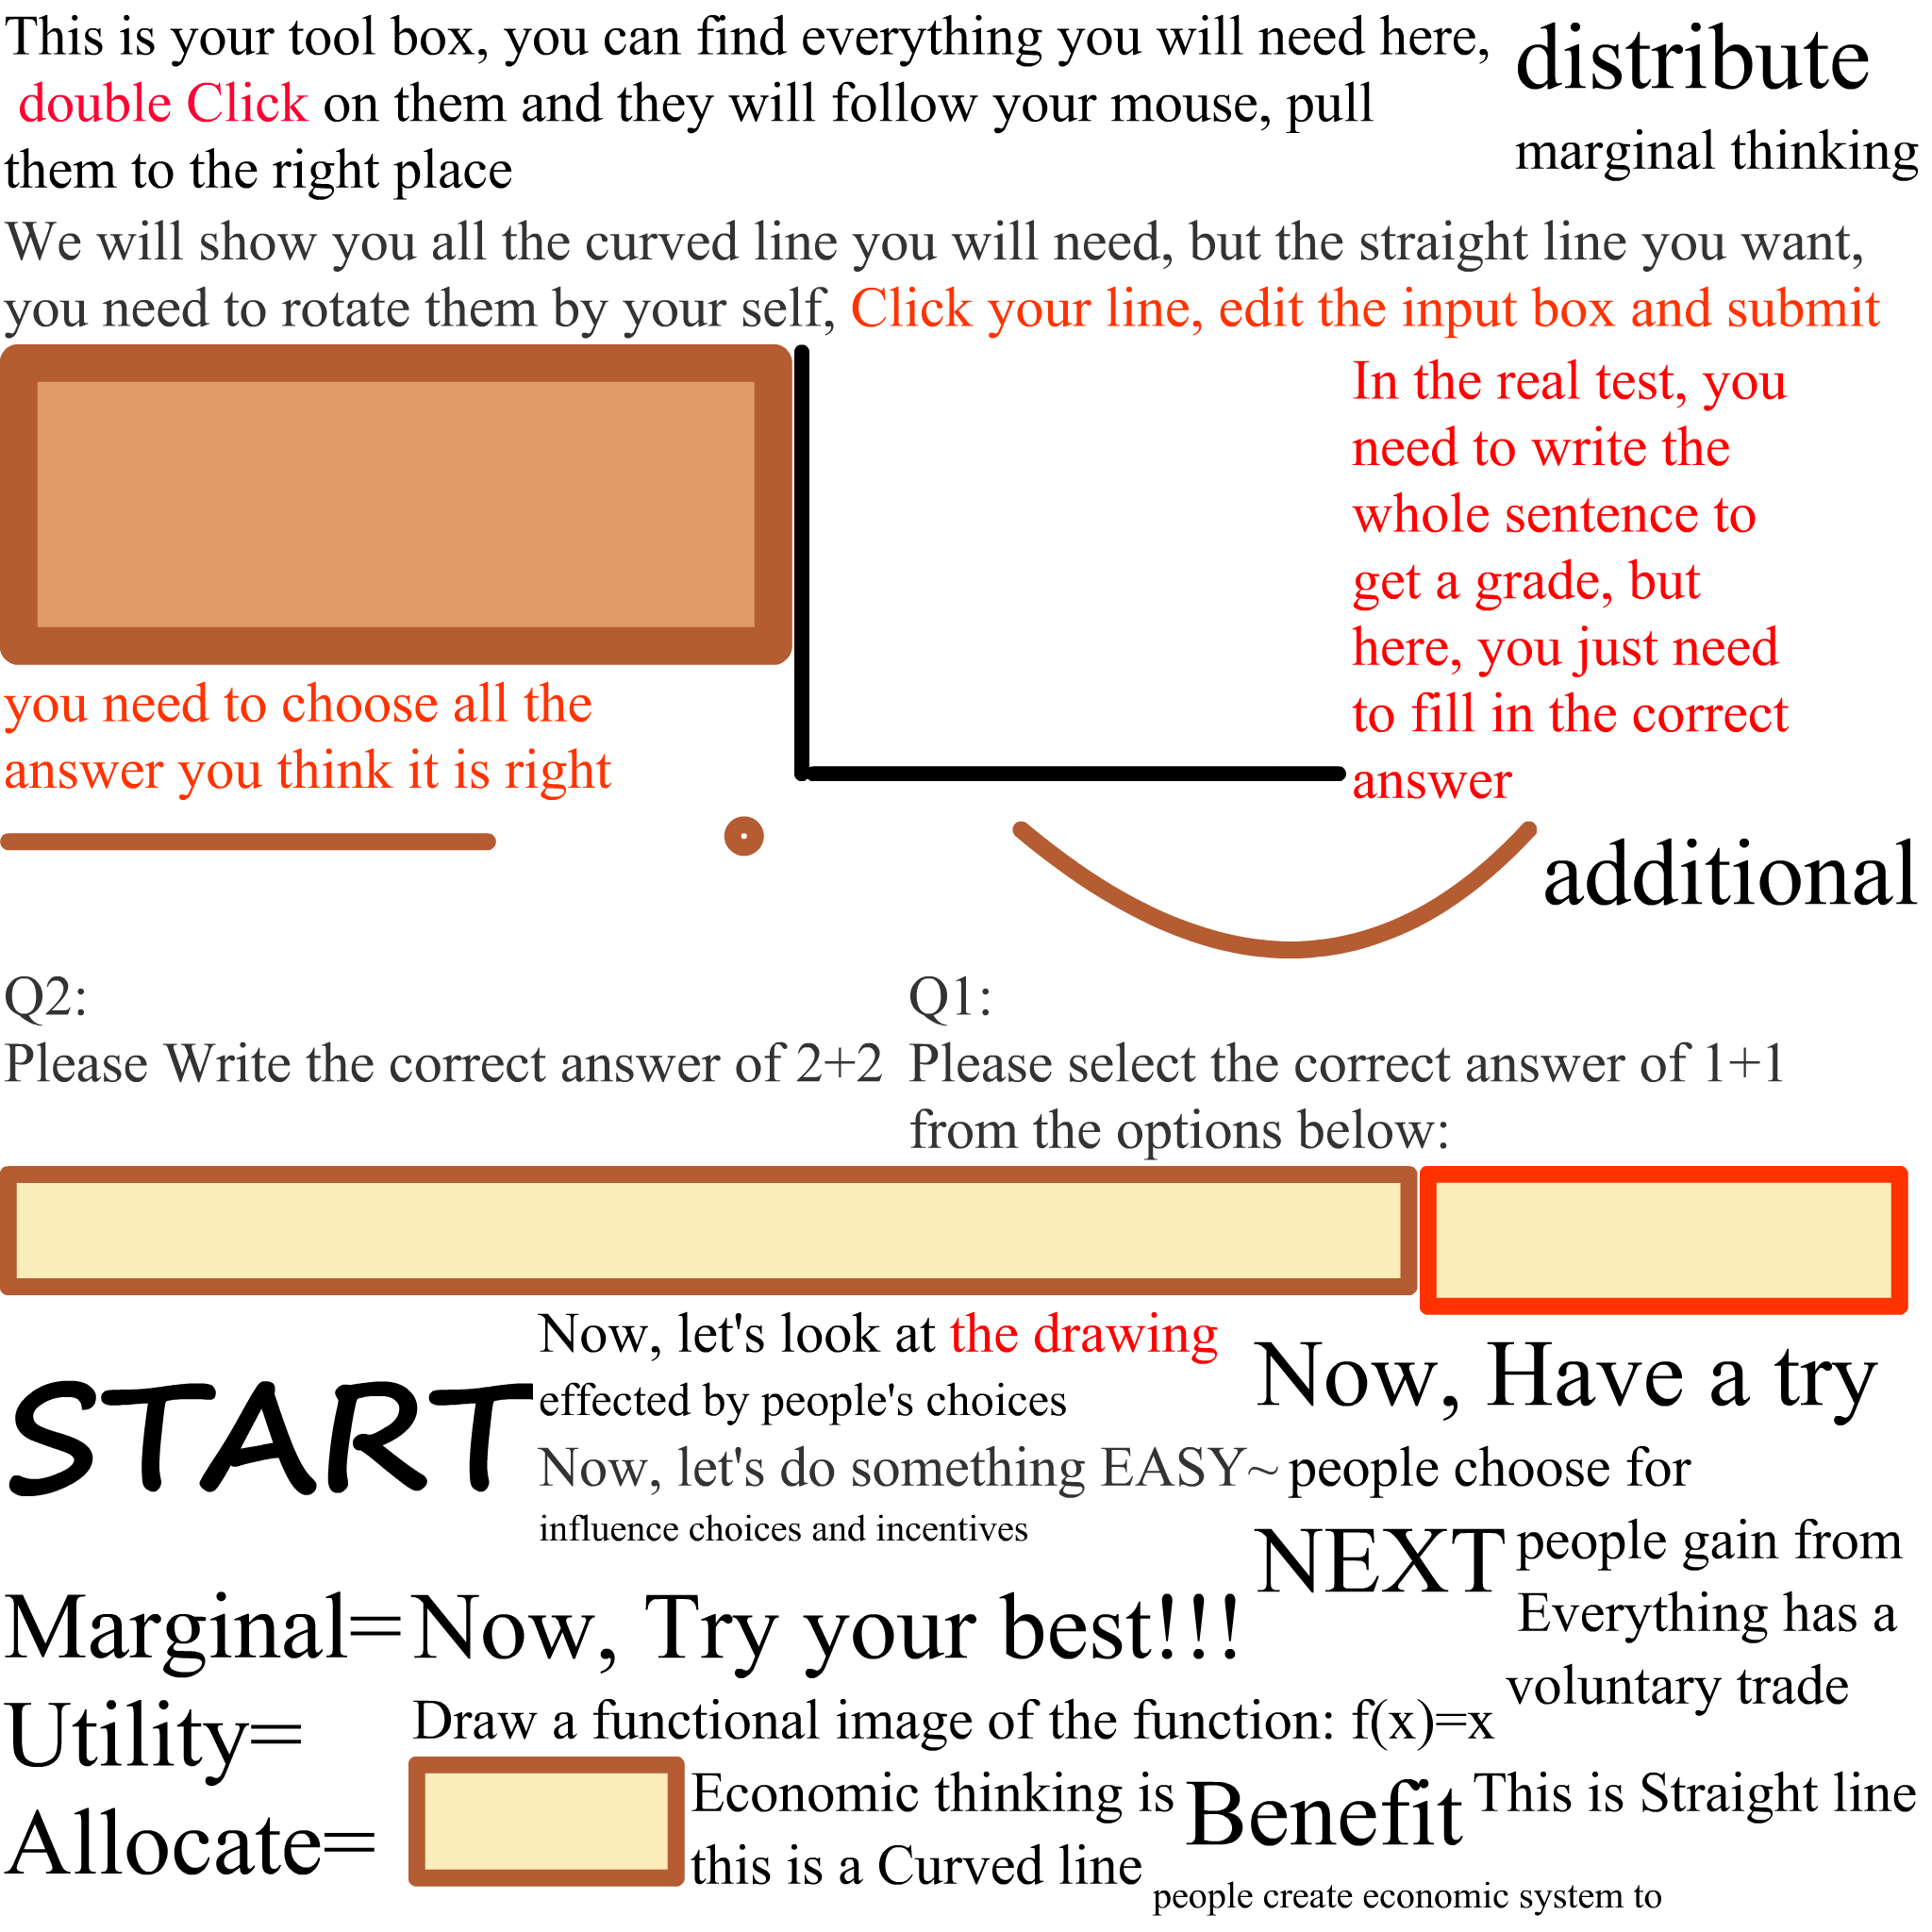 This is your tool box, you can find everything you will need here,
double Click on them and they will follow your mouse, pull
them to the right place
distribute
marginal thinking
We will show you all the curved line you will need, but the straight line you want,
you need to rotate them by your self, Click your line, edit the input box and submit
In the real test, you
need to write the
whole sentence to
get a grade, but
here, you just need
to fill in the correct
answer
you need to choose all the
answer you think it is right
additional
Q2:
Please Write the correct answer of 2+2
Q1:
Please select the correct answer of 1+1
from the options below:
START
Now, let's look at the drawing
effected by people's choices
Now, let's do something EASY~
influence choices and incentives
Now, Have a try
people choose for
NEXT
people gain from
Everything has a
voluntary trade
Marginal=
Now, Try your best!!!
Utility=
Draw a functional image of the function: f(x)=x
Allocate=
Economic thinking is
this is a Curved line
Benefit
This is Straight line
people create economic system to